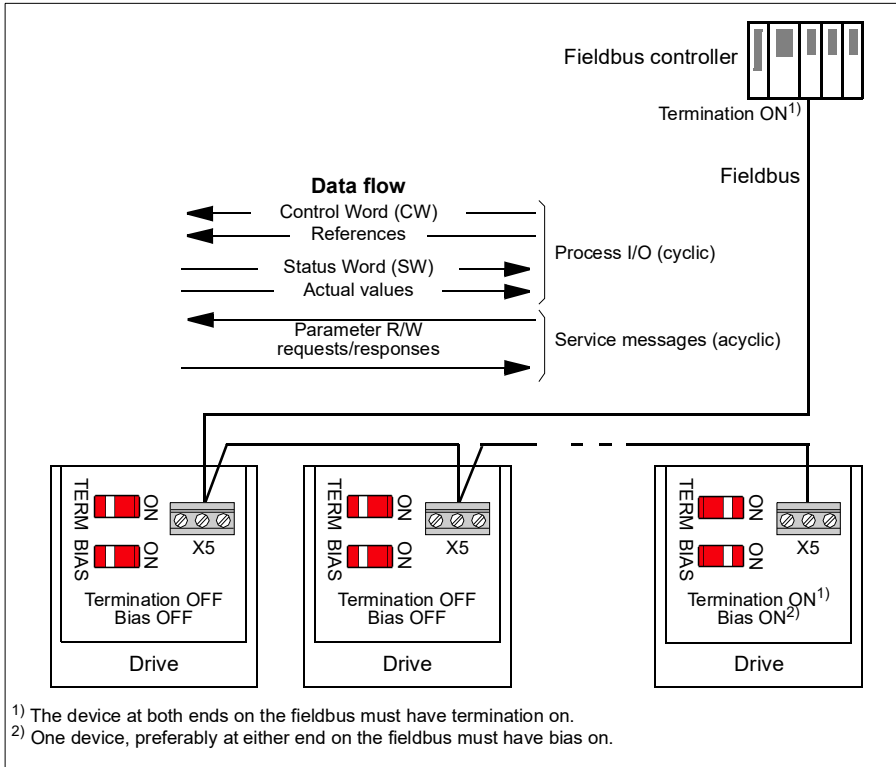 Fieldbus controller
Termination ON1)
Fieldbus
Data flow
Control Word (CW)
References
Status Word (SW)
Actual values
Process I/O (cyclic)
Parameter R/W
requests/responses
Service messages (acyclic)
TERM
ON
BIAS
ON
X5
Termination OFF
Bias OFF
Drive
TERM
ON
BIAS
ON
X5
Termination OFF
Bias OFF
Drive
TERM
ON
BIAS
ON
X5
Termination ON1)
Bias ON2)
Drive
1) The device at both ends on the fieldbus must have termination on.
2) One device, preferably at either end on the fieldbus must have bias on.